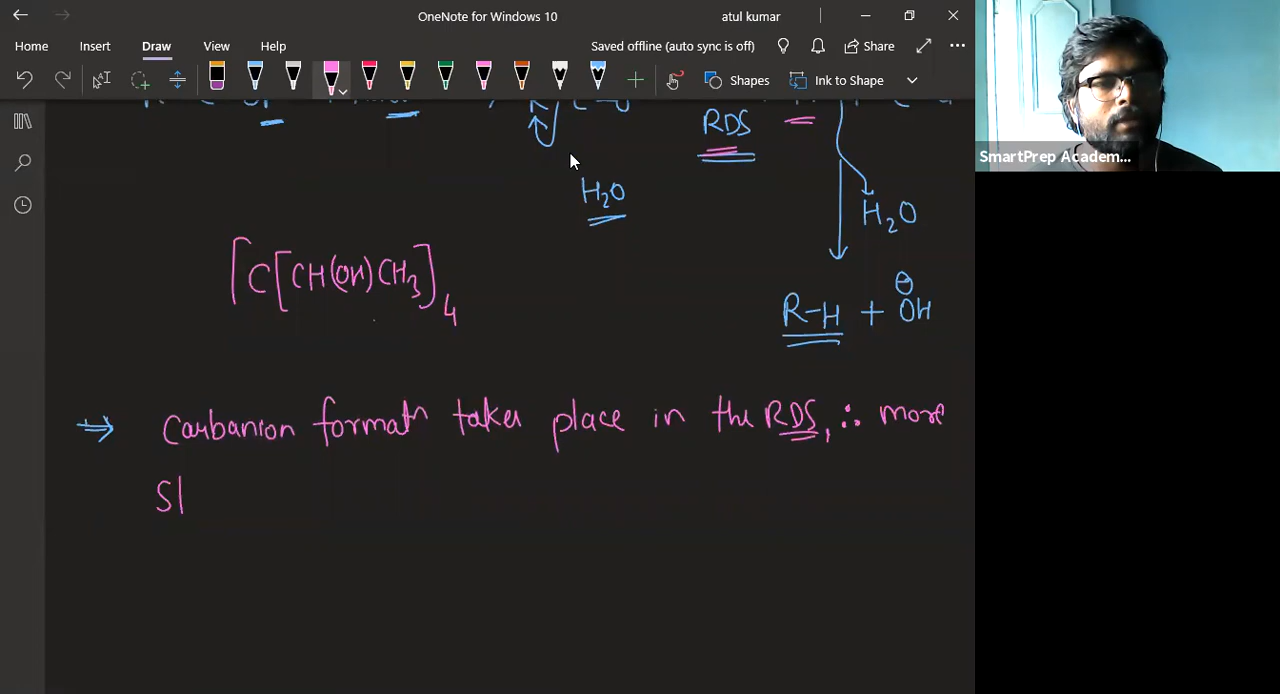 OneNote for Windows 10
atul kumar
Home Insert Draw View Help
Saved offline (auto sync is off)
Share
Shapes
Ink to Shape
SmartPrep Academ...
RDS
H₂O
H₂O
[C[CH(OH)CH₃]₄
⊖
R-H + OH
⇒ Carbanion formatn takes place in the RDS, ∴ more
St